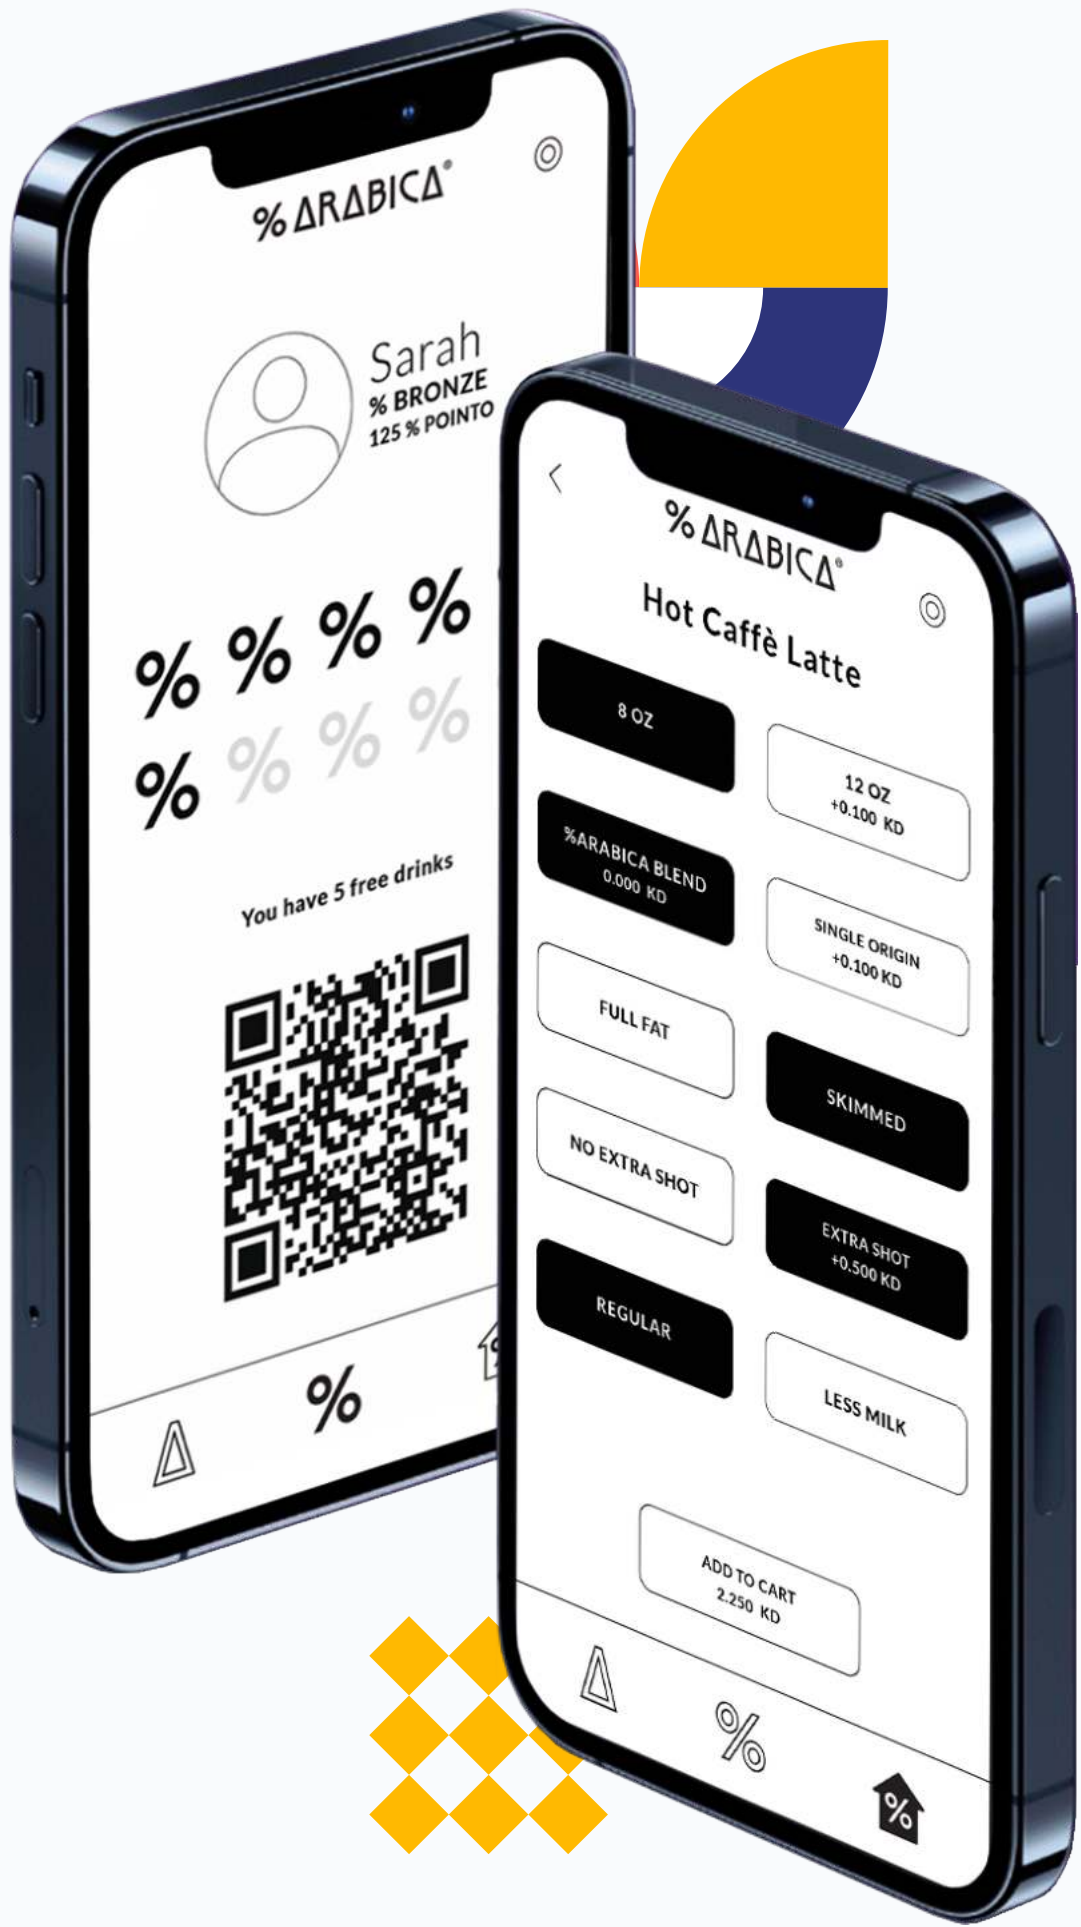 % ARABICA®
Sarah
% BRONZE
125 % POINTO
% % % %
% % % %
You have 5 free drinks
%
% ARABICA®
Hot Caffè Latte
8 OZ
12 OZ
+0.100 KD
%ARABICA BLEND
0.000 KD
SINGLE ORIGIN
+0.100 KD
FULL FAT
SKIMMED
NO EXTRA SHOT
EXTRA SHOT
+0.500 KD
REGULAR
LESS MILK
ADD TO CART
2.250 KD
%
%